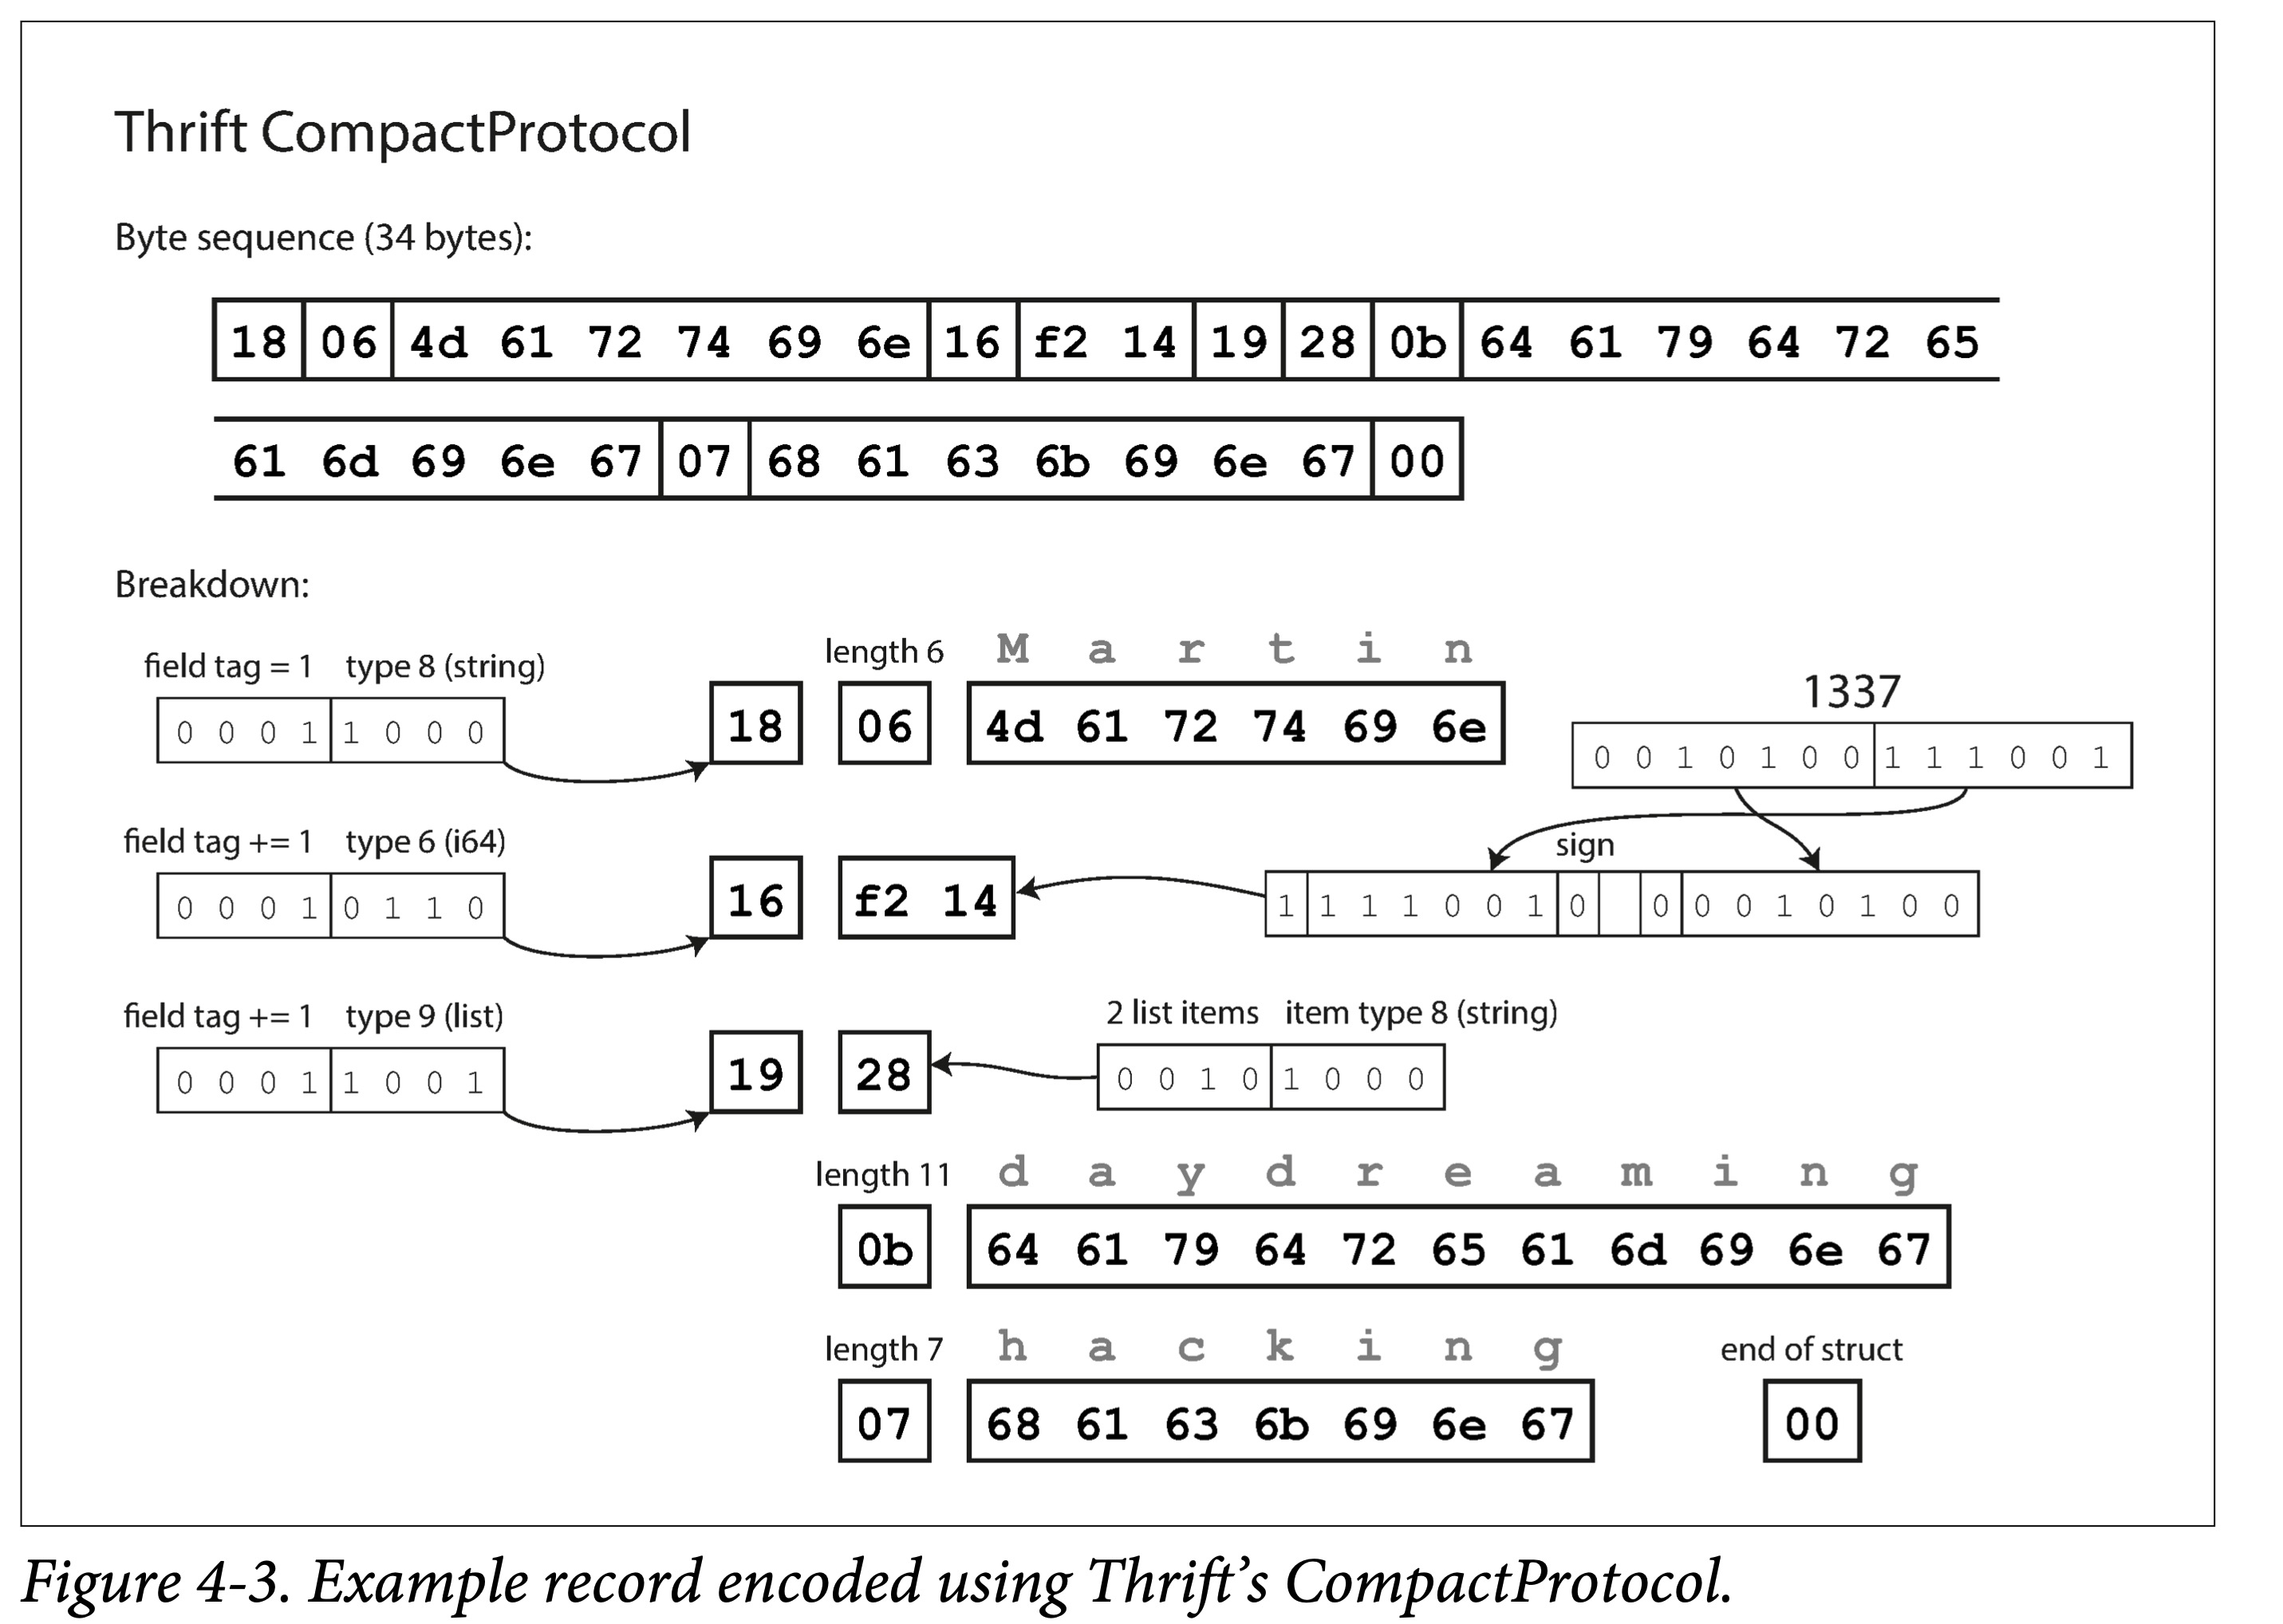 Thrift CompactProtocol
Byte sequence (34 bytes):
18 06 4d 61 72 74 69 6e 16 f2 14 19 28 0b 64 61 79 64 72 65
61 6d 69 6e 67 07 68 61 63 6b 69 6e 67 00
Breakdown:
field tag = 1 type 8 (string)
0 0 0 1 1 0 0 0
18
length 6
06
M a r t i n
4d 61 72 74 69 6e
1337
0 0 1 0 1 0 0 1 1 1 0 0 1
field tag += 1 type 6 (i64)
0 0 0 1 0 1 1 0
16
f2 14
sign
1 1 1 1 0 0 1 0 0 0 0 1 0 1 0 0
field tag += 1 type 9 (list)
0 0 0 1 1 0 0 1
19
28
2 list items item type 8 (string)
0 0 1 0 1 0 0 0
length 11
0b
d a y d r e a m i n g
64 61 79 64 72 65 61 6d 69 6e 67
length 7
07
h a c k i n g
68 61 63 6b 69 6e 67
end of struct
00
Figure 4-3. Example record encoded using Thrift's CompactProtocol.